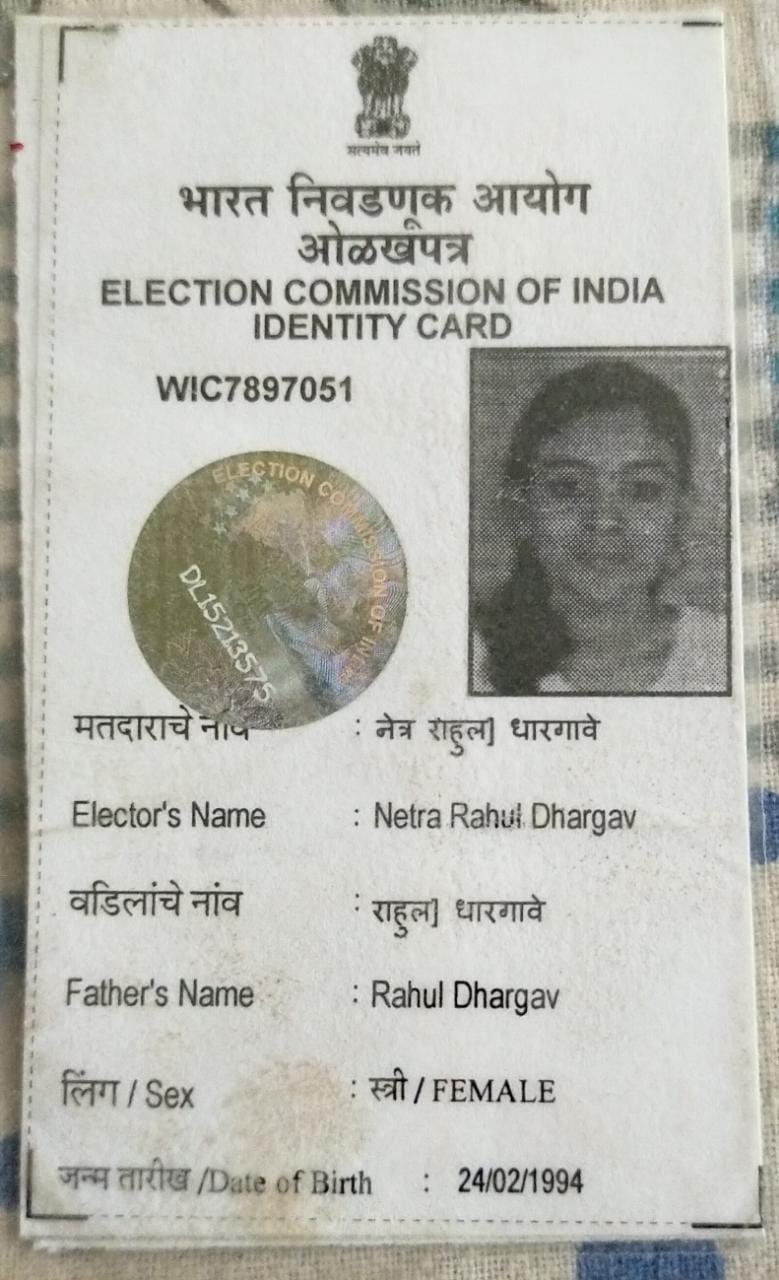 सत्यमेव जयते
भारत निवडणूक आयोग
ओळखपत्र
ELECTION COMMISSION OF INDIA
IDENTITY CARD
WIC7897051
ELECTION COMMISSION OF INDIA
DL15213575
मतदाराचे नांव : नेत्र राहुल] धारगावे
Elector's Name : Netra Rahul Dhargav
वडिलांचे नांव : राहुल] धारगावे
Father's Name : Rahul Dhargav
लिंग / Sex : स्त्री / FEMALE
जन्म तारीख /Date of Birth : 24/02/1994